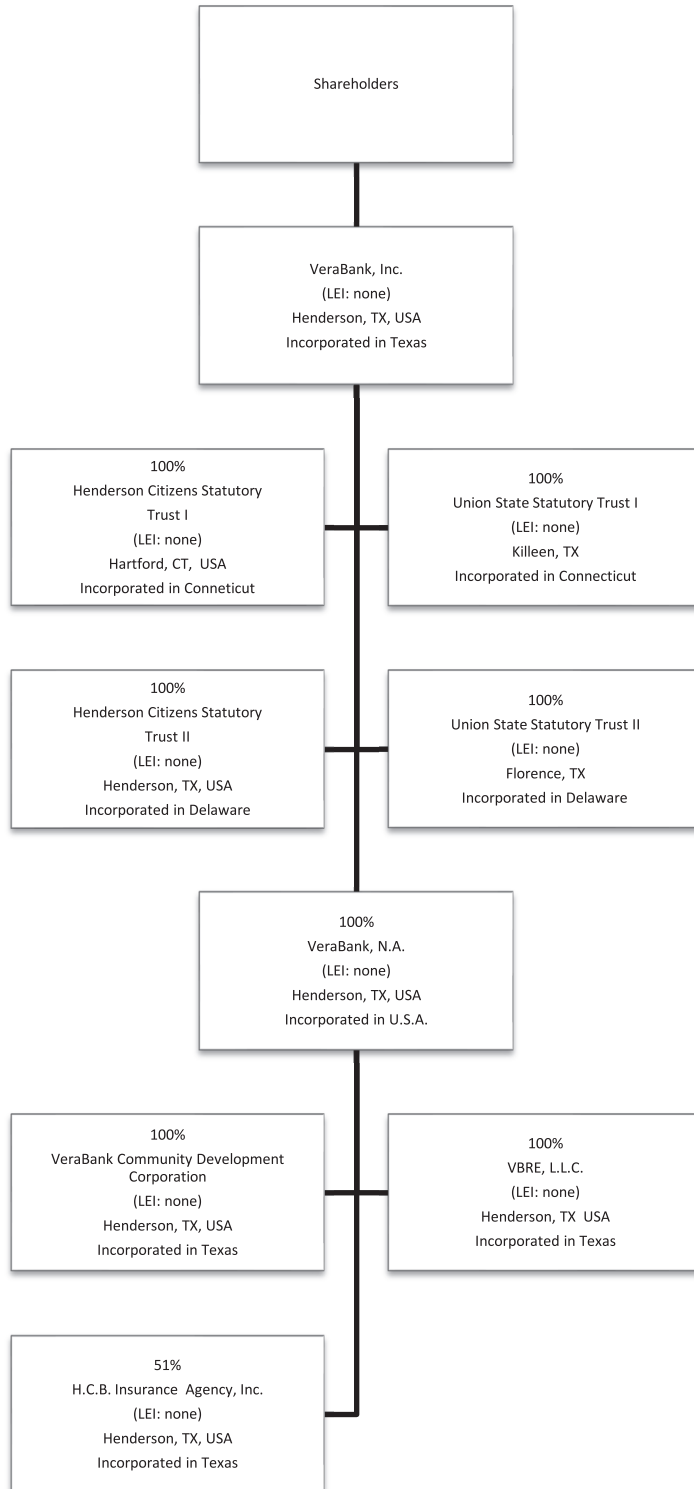 Shareholders
VeraBank, Inc.
(LEI: none)
Henderson, TX, USA
Incorporated in Texas
100%
Henderson Citizens Statutory
Trust I
(LEI: none)
Hartford, CT, USA
Incorporated in Conneticut
100%
Union State Statutory Trust I
(LEI: none)
Killeen, TX
Incorporated in Connecticut
100%
Henderson Citizens Statutory
Trust II
(LEI: none)
Henderson, TX, USA
Incorporated in Delaware
100%
Union State Statutory Trust II
(LEI: none)
Florence, TX
Incorporated in Delaware
100%
VeraBank, N.A.
(LEI: none)
Henderson, TX, USA
Incorporated in U.S.A.
100%
VeraBank Community Development
Corporation
(LEI: none)
Henderson, TX, USA
Incorporated in Texas
100%
VBRE, L.L.C.
(LEI: none)
Henderson, TX USA
Incorporated in Texas
51%
H.C.B. Insurance Agency, Inc.
(LEI: none)
Henderson, TX, USA
Incorporated in Texas